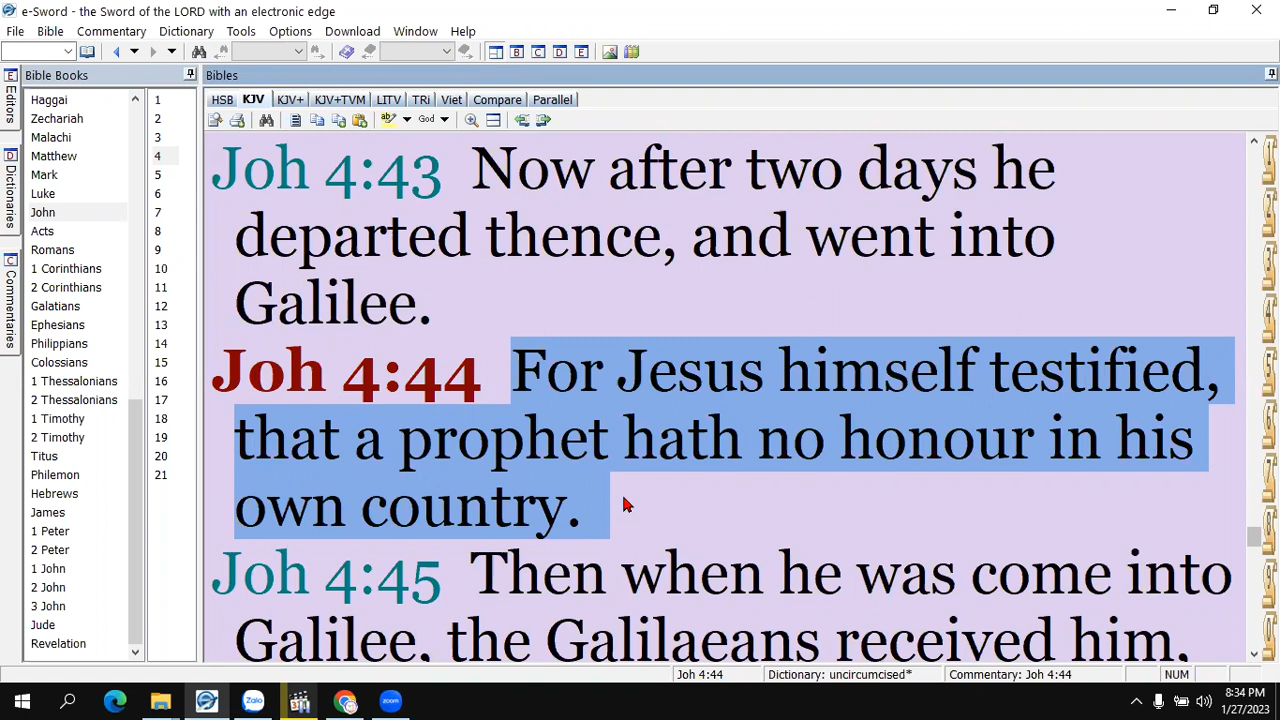 e-Sword - the Sword of the LORD with an electronic edge
File Bible Commentary Dictionary Tools Options Download Window Help
B C D E
Bible Books
Bibles
E Editors
D Dictionaries
C Commentaries
HSB KJV KJV+ KJV+TVM LITV TRi Viet Compare Parallel
ab God
Haggai
Zechariah
Malachi
Matthew
Mark
Luke
John
Acts
Romans
1 Corinthians
2 Corinthians
Galatians
Ephesians
Philippians
Colossians
1 Thessalonians
2 Thessalonians
1 Timothy
2 Timothy
Titus
Philemon
Hebrews
James
1 Peter
2 Peter
1 John
2 John
3 John
Jude
Revelation
1
2
3
4
5
6
7
8
9
10
11
12
13
14
15
16
17
18
19
20
21
Joh 4:43 Now after two days he
departed thence, and went into
Galilee.
Joh 4:44 For Jesus himself testified,
that a prophet hath no honour in his
own country.
Joh 4:45 Then when he was come into
Galilee, the Galilaeans received him,
Joh 4:44 Dictionary: uncircumcised* Commentary: Joh 4:44 NUM
Zalo
zoom
8:34 PM
1/27/2023